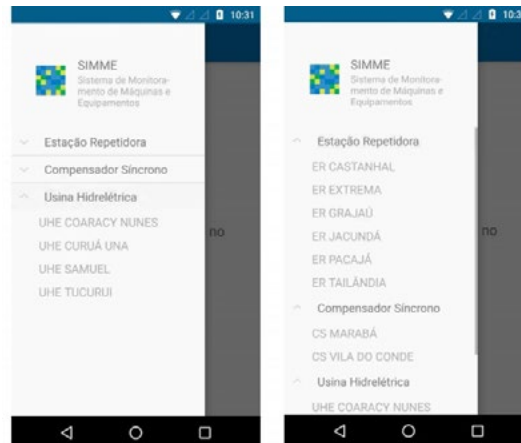 10:31
SIMME
Sistema de Monitora-
mento de Máquinas e
Equipamentos
Estação Repetidora
Compensador Síncrono
Usina Hidrelétrica
UHE COARACY NUNES
UHE CURUÁ UNA
UHE SAMUEL
UHE TUCURUI
no
10:3
SIMME
Sistema de Monitora-
mento de Máquinas e
Equipamentos
Estação Repetidora
ER CASTANHAL
ER EXTREMA
ER GRAJAÚ
ER JACUNDÁ
ER PACAJÁ
ER TAILÂNDIA
Compensador Síncrono
CS MARABÁ
CS VILA DO CONDE
Usina Hidrelétrica
UHE COARACY NUNES
no